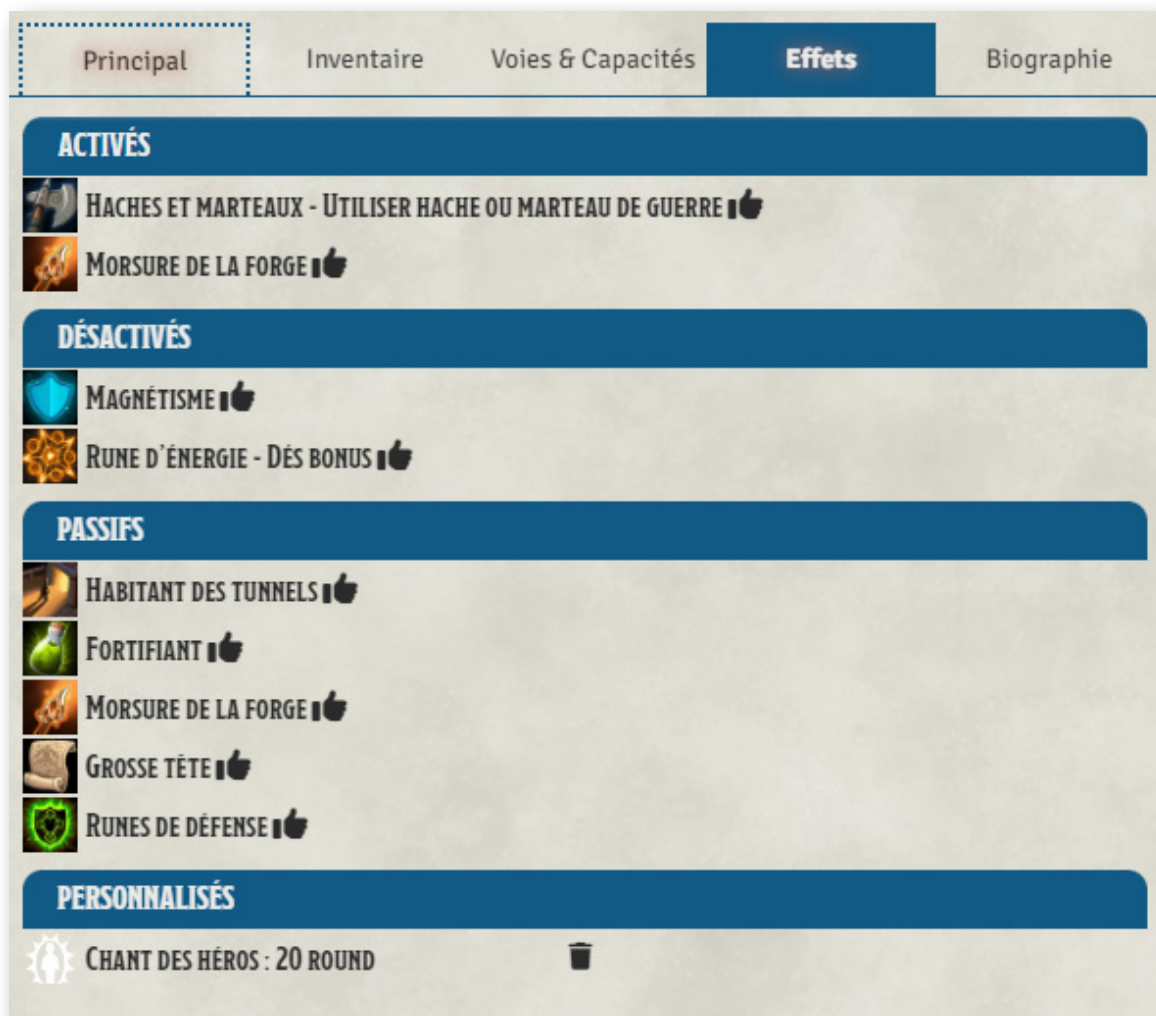 Principal
Inventaire
Voies & Capacités
Effets
Biographie
ACTIVÉS
HACHES ET MARTEAUX - UTILISER HACHE OU MARTEAU DE GUERRE
MORSURE DE LA FORGE
DÉSACTIVÉS
MAGNÉTISME
RUNE D'ÉNERGIE - DÉS BONUS
PASSIFS
HABITANT DES TUNNELS
FORTIFIANT
MORSURE DE LA FORGE
GROSSE TÊTE
RUNES DE DÉFENSE
PERSONNALISÉS
CHANT DES HÉROS : 20 ROUND